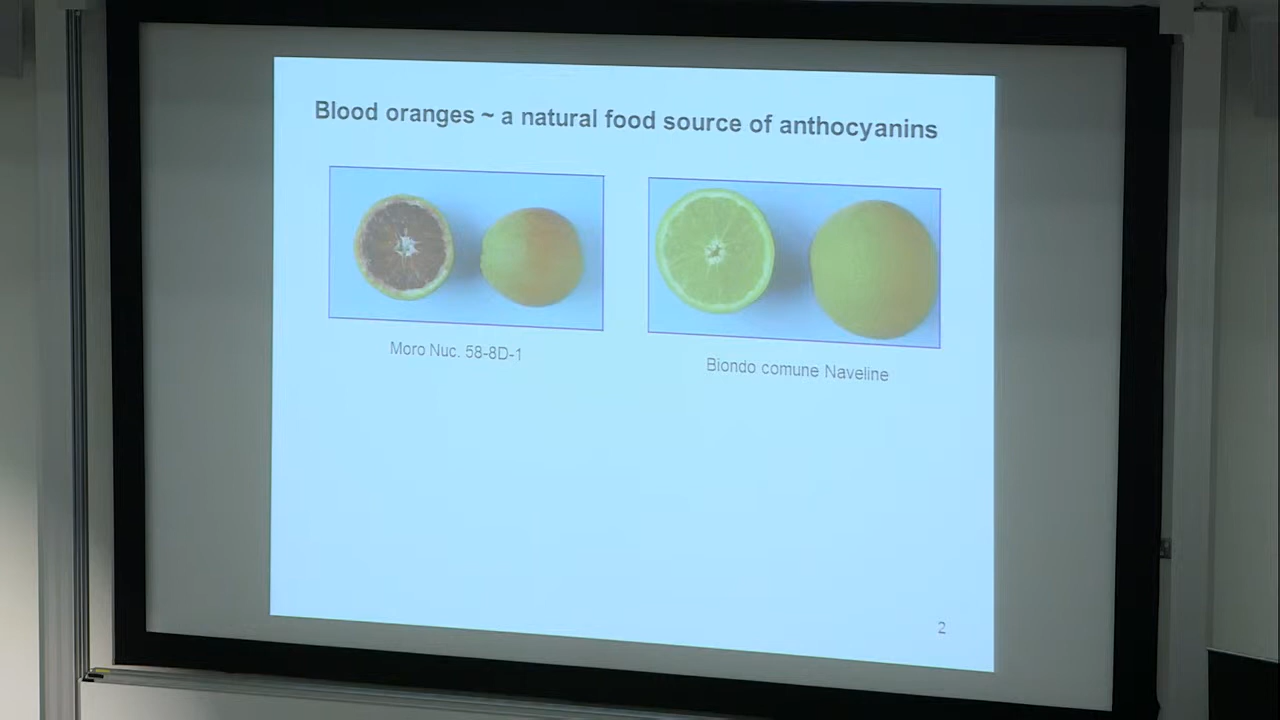 Blood oranges ~ a natural food source of anthocyanins
Moro Nuc. 58-8D-1
Biondo comune Naveline
2